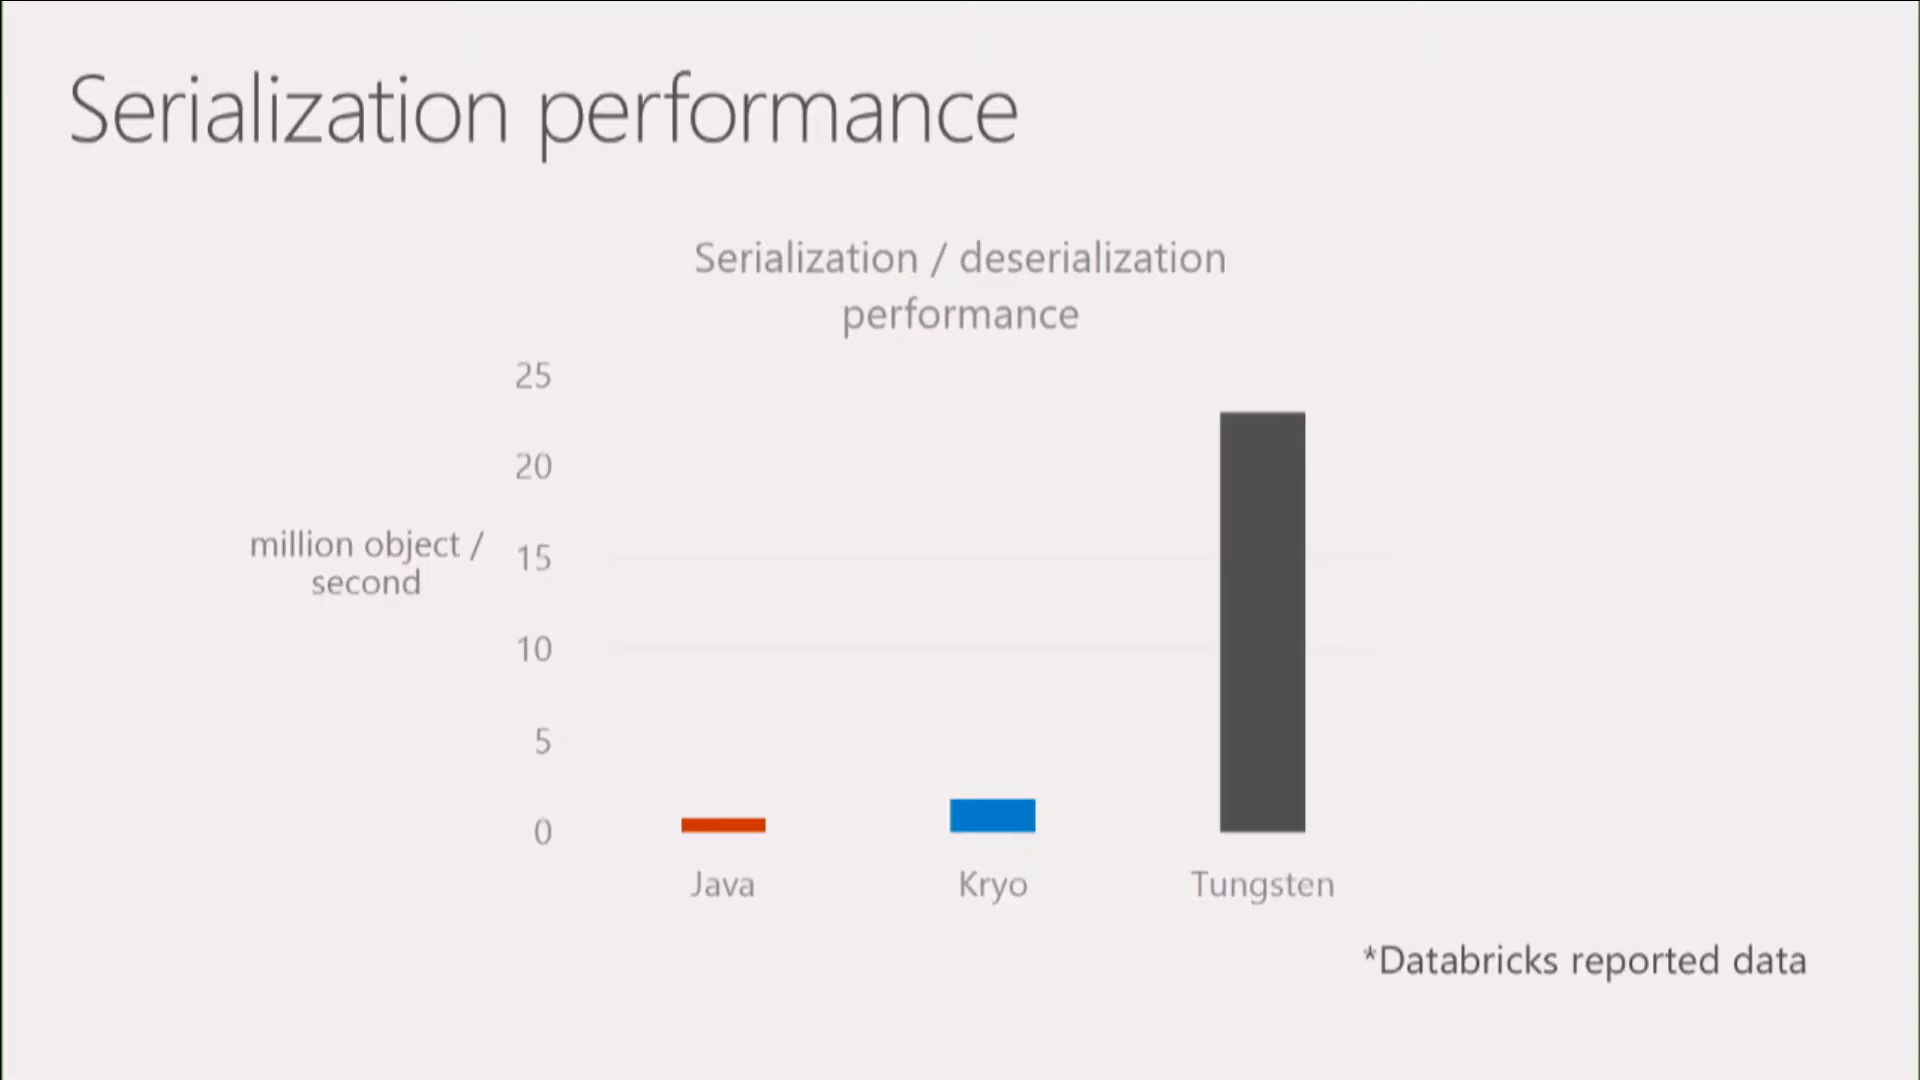 Serialization performance
Serialization / deserialization
performance
25
20
million object /
second
15
10
5
0
Java
Kryo
Tungsten
*Databricks reported data